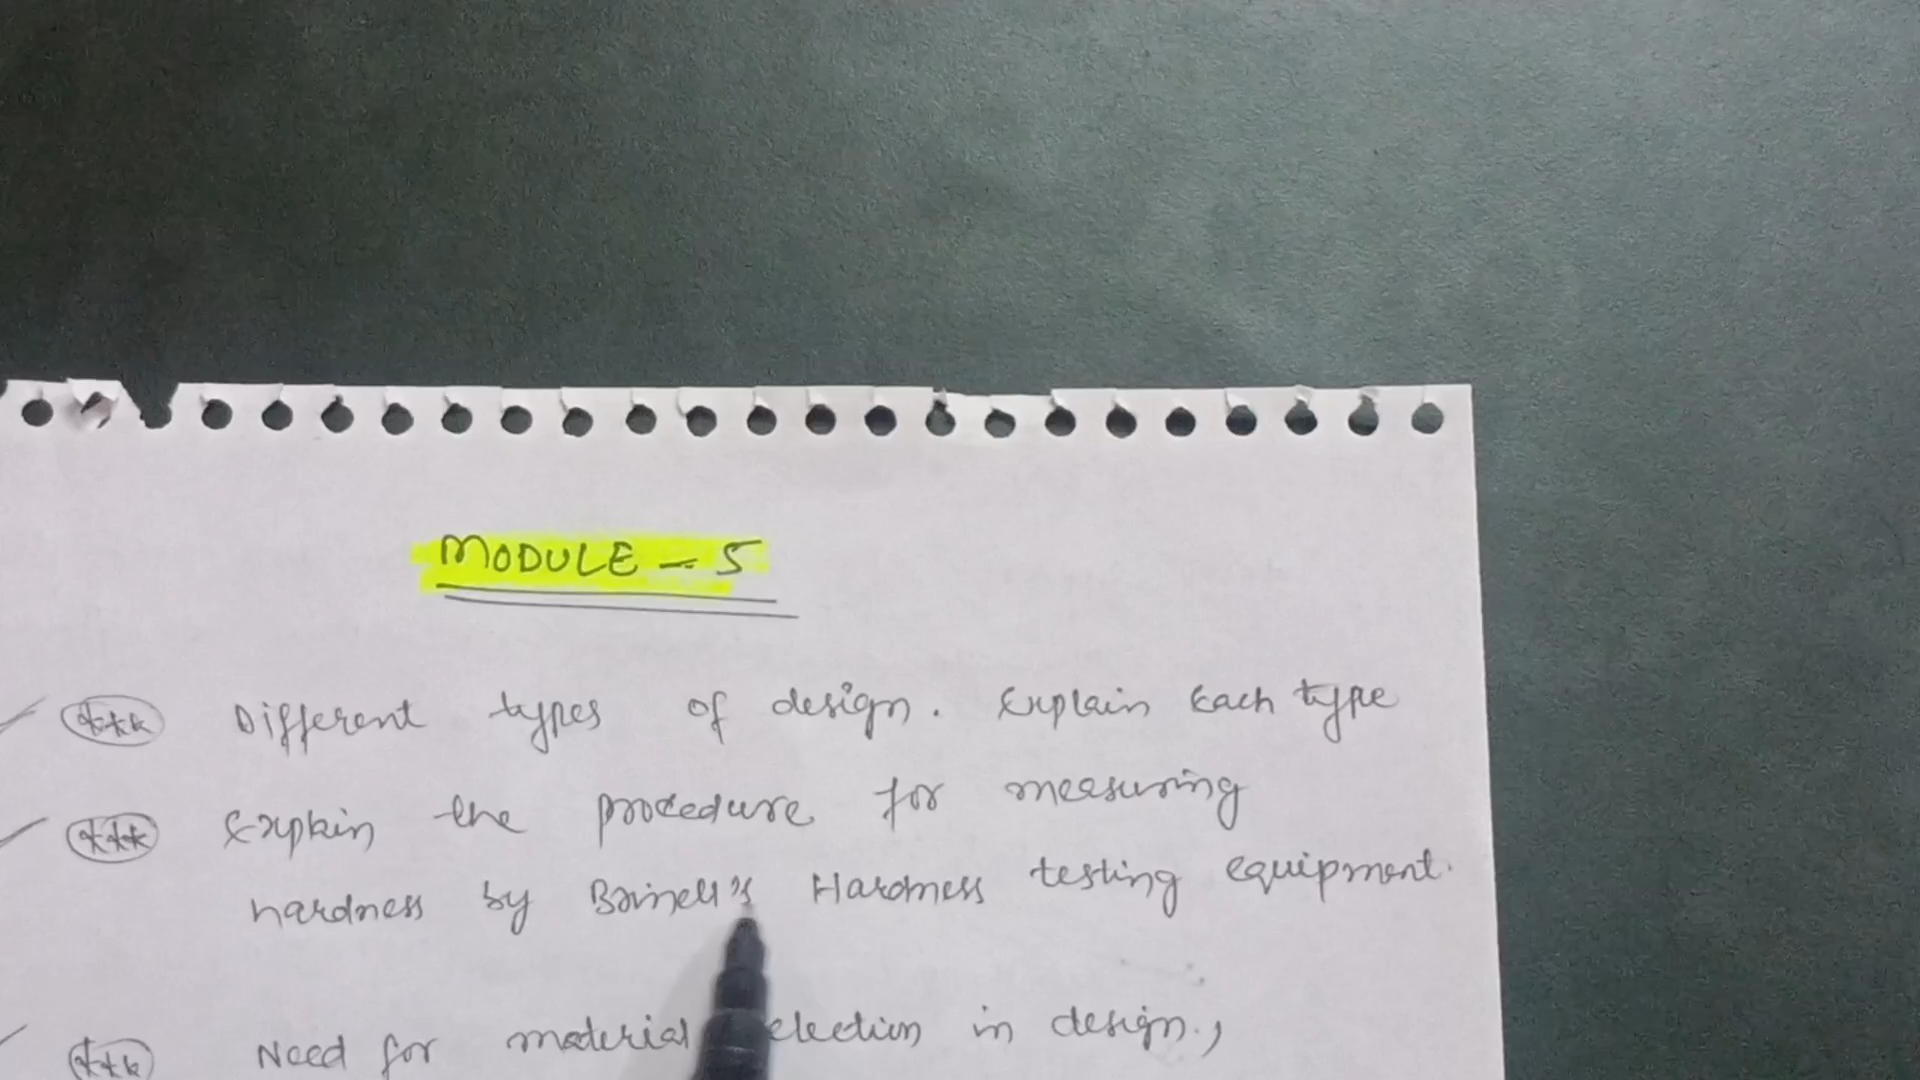 MODULE - 5
*** Different types of design. Explain Each type
*** Explain the procedure for measuring
hardness by Brinell's Hardness testing equipment.
*** Need for material election in design.,